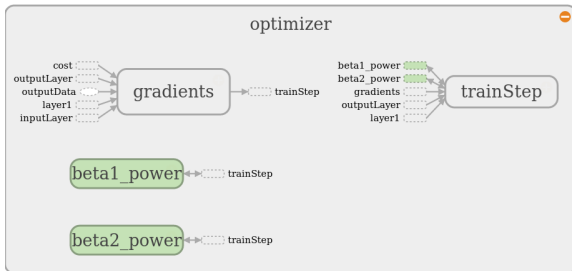 optimizer
cost
outputLayer
outputData
layer1
inputLayer
gradients
trainStep
beta1_power
beta2_power
gradients
outputLayer
layer1
trainStep
beta1_power
trainStep
beta2_power
trainStep